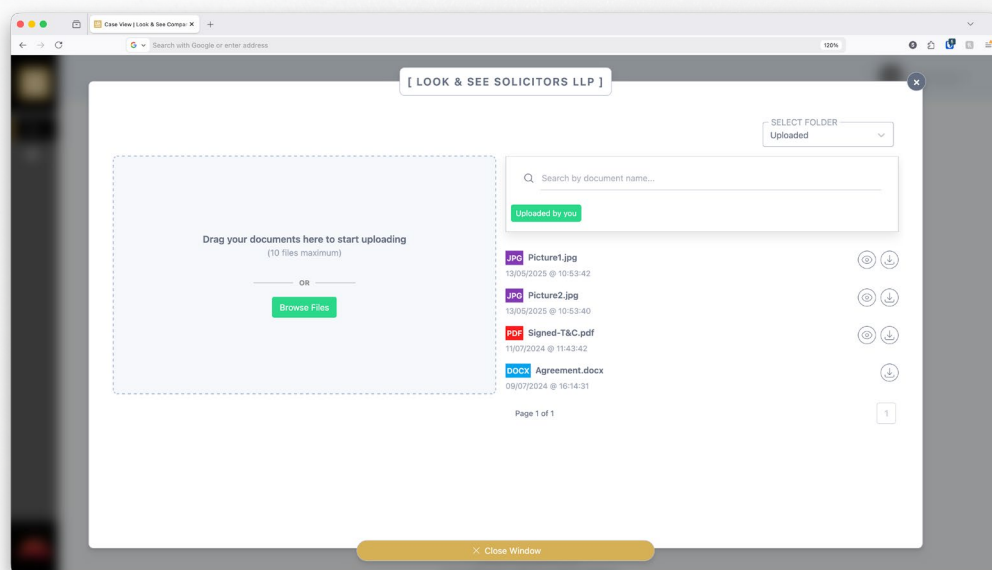 Case View | Look & See Compa
Search with Google or enter address
120%
[ LOOK & SEE SOLICITORS LLP ]
SELECT FOLDER
Uploaded
Search by document name...
Uploaded by you
Drag your documents here to start uploading
(10 files maximum)
OR
Browse Files
JPG Picture1.jpg
13/05/2025 @ 10:53:42
JPG Picture2.jpg
13/05/2025 @ 10:53:40
PDF Signed-T&C.pdf
11/07/2024 @ 11:43:42
DOCX Agreement.docx
09/07/2024 @ 16:14:31
Page 1 of 1
1
Close Window